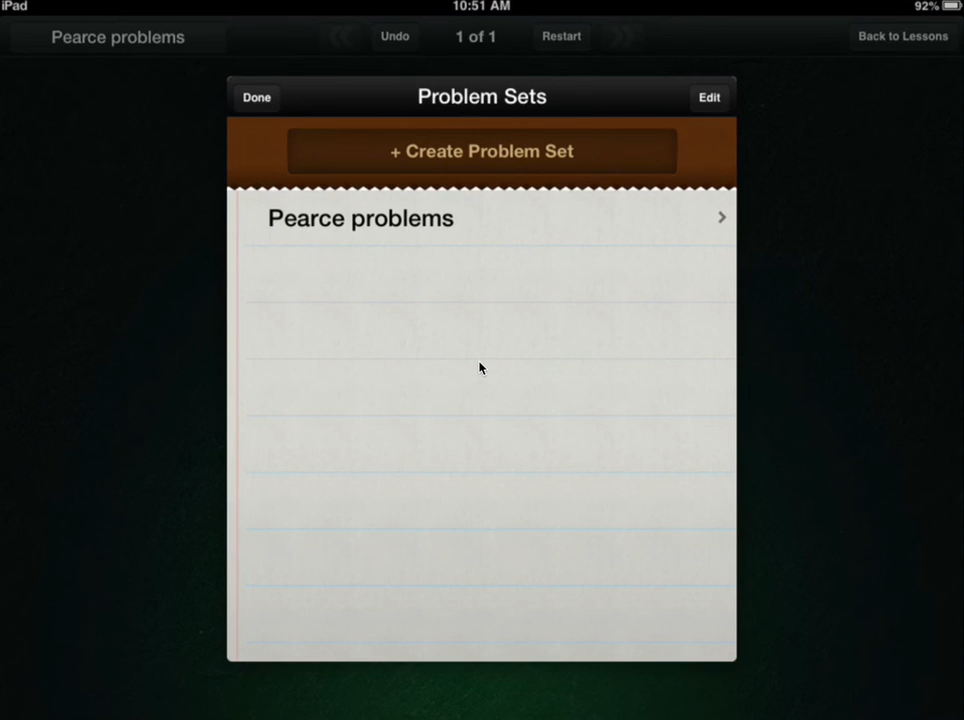 iPad 10:51 AM 92%
Pearce problems Undo 1 of 1 Restart Back to Lessons
Done Problem Sets Edit
+ Create Problem Set
Pearce problems